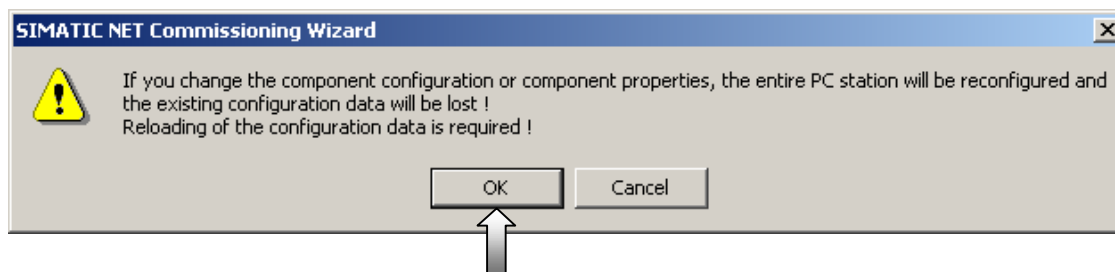 SIMATIC NET Commissioning Wizard
If you change the component configuration or component properties, the entire PC station will be reconfigured and
the existing configuration data will be lost !
Reloading of the configuration data is required !
OK
Cancel